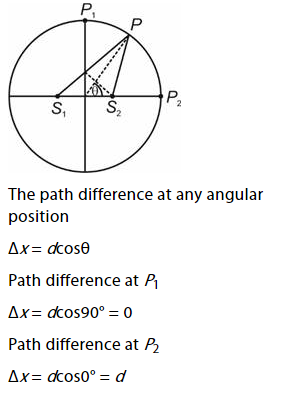 P₁
P
θ
S₁
S₂
P₂
The path difference at any angular
position
Δx = dcosθ
Path difference at P₁
Δx = dcos90° = 0
Path difference at P₂
Δx = dcos0° = d